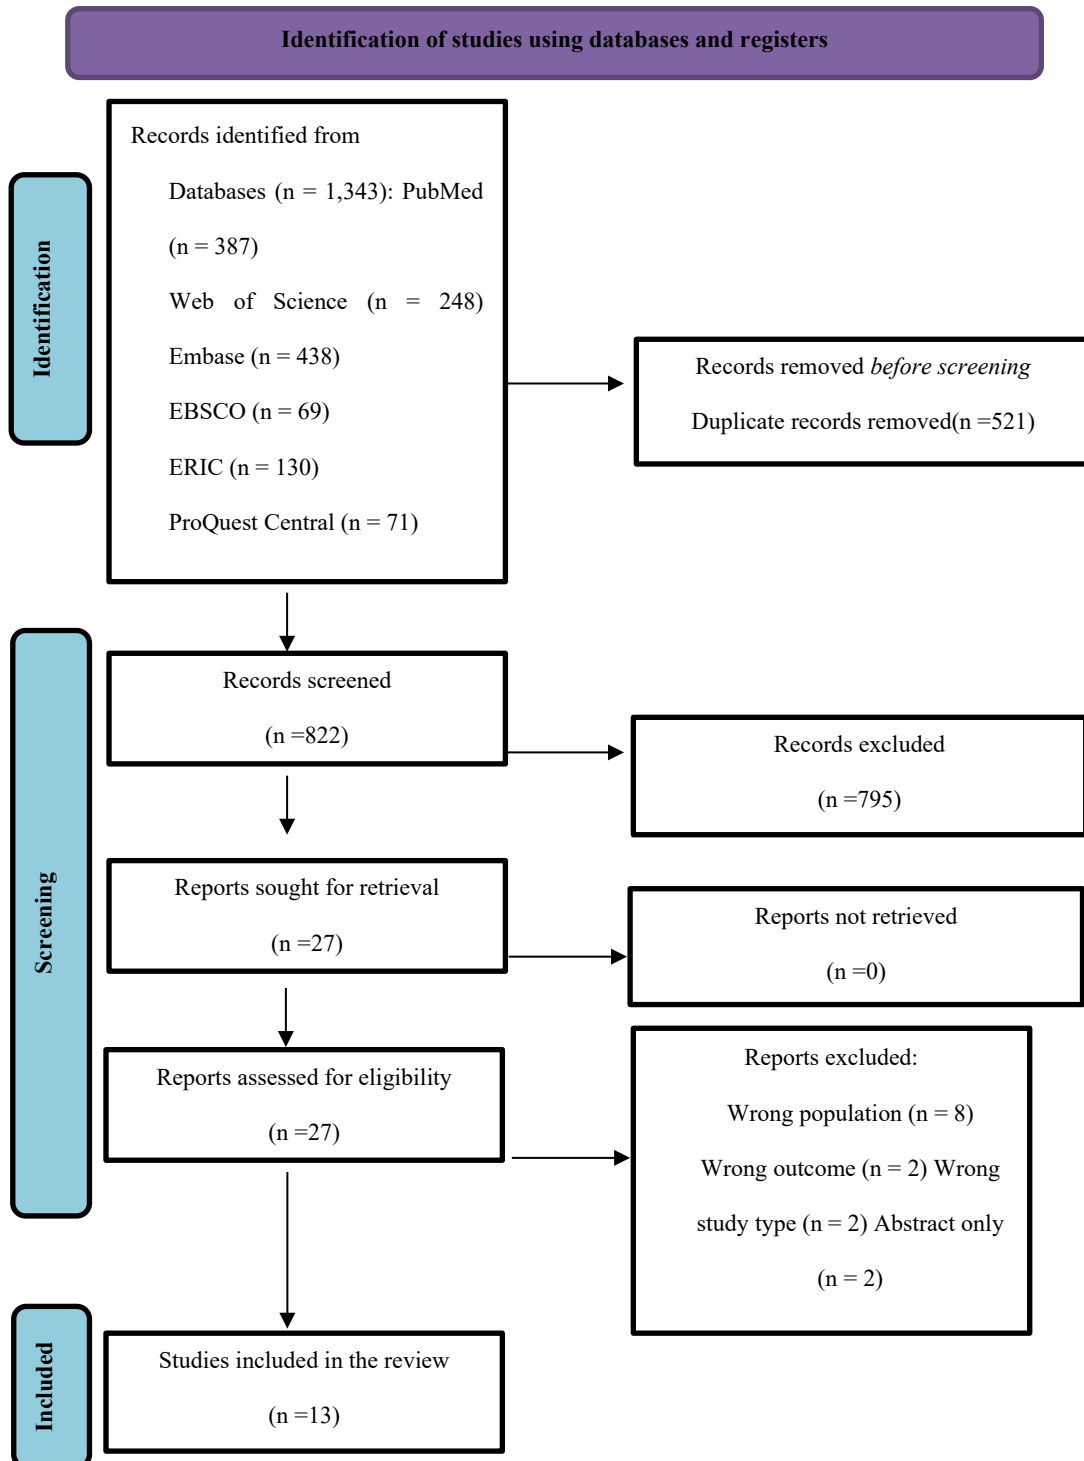 Identification of studies using databases and registers
Identification
Records identified from
Databases (n = 1,343): PubMed
(n = 387)
Web of Science (n = 248)
Embase (n = 438)
EBSCO (n = 69)
ERIC (n = 130)
ProQuest Central (n = 71)
Records removed before screening
Duplicate records removed(n =521)
Screening
Records screened
(n =822)
Records excluded
(n =795)
Reports sought for retrieval
(n =27)
Reports not retrieved
(n =0)
Reports assessed for eligibility
(n =27)
Reports excluded:
Wrong population (n = 8)
Wrong outcome (n = 2) Wrong
study type (n = 2) Abstract only
(n = 2)
Included
Studies included in the review
(n =13)